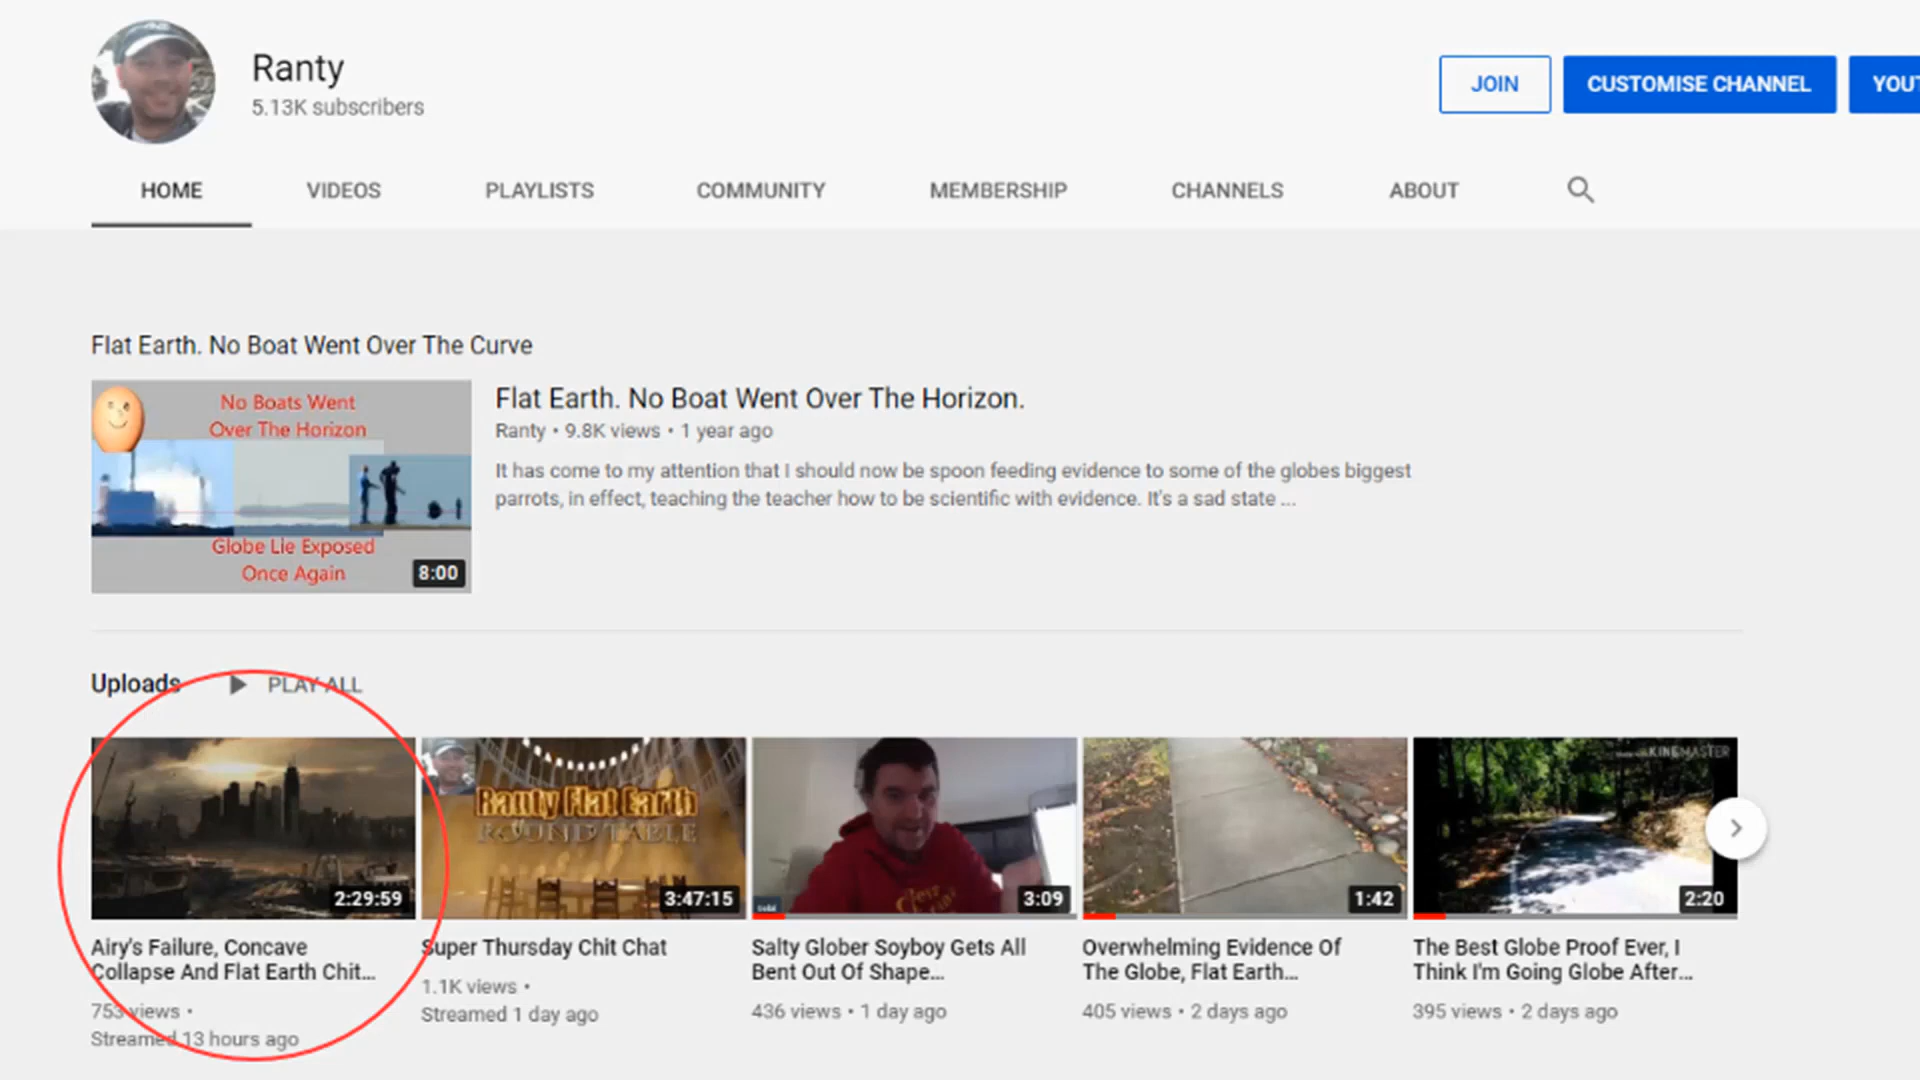 Ranty
5.13K subscribers
JOIN
CUSTOMISE CHANNEL
YOUT
HOME
VIDEOS
PLAYLISTS
COMMUNITY
MEMBERSHIP
CHANNELS
ABOUT
Flat Earth. No Boat Went Over The Curve
No Boats Went
Over The Horizon
Globe Lie Exposed
Once Again
8:00
Flat Earth. No Boat Went Over The Horizon.
Ranty • 9.8K views • 1 year ago
It has come to my attention that I should now be spoon feeding evidence to some of the globes biggest
parrots, in effect, teaching the teacher how to be scientific with evidence. It's a sad state ...
Uploads
PLAY ALL
2:29:59
Airy's Failure, Concave
Collapse And Flat Earth Chit...
753 views •
Streamed 13 hours ago
Ranty Flat Earth
ROUNDTABLE
3:47:15
Super Thursday Chit Chat
1.1K views •
Streamed 1 day ago
3:09
Salty Glober Soyboy Gets All
Bent Out Of Shape...
436 views • 1 day ago
1:42
Overwhelming Evidence Of
The Globe, Flat Earth...
405 views • 2 days ago
KINEMASTER
2:20
The Best Globe Proof Ever, I
Think I'm Going Globe After...
395 views • 2 days ago